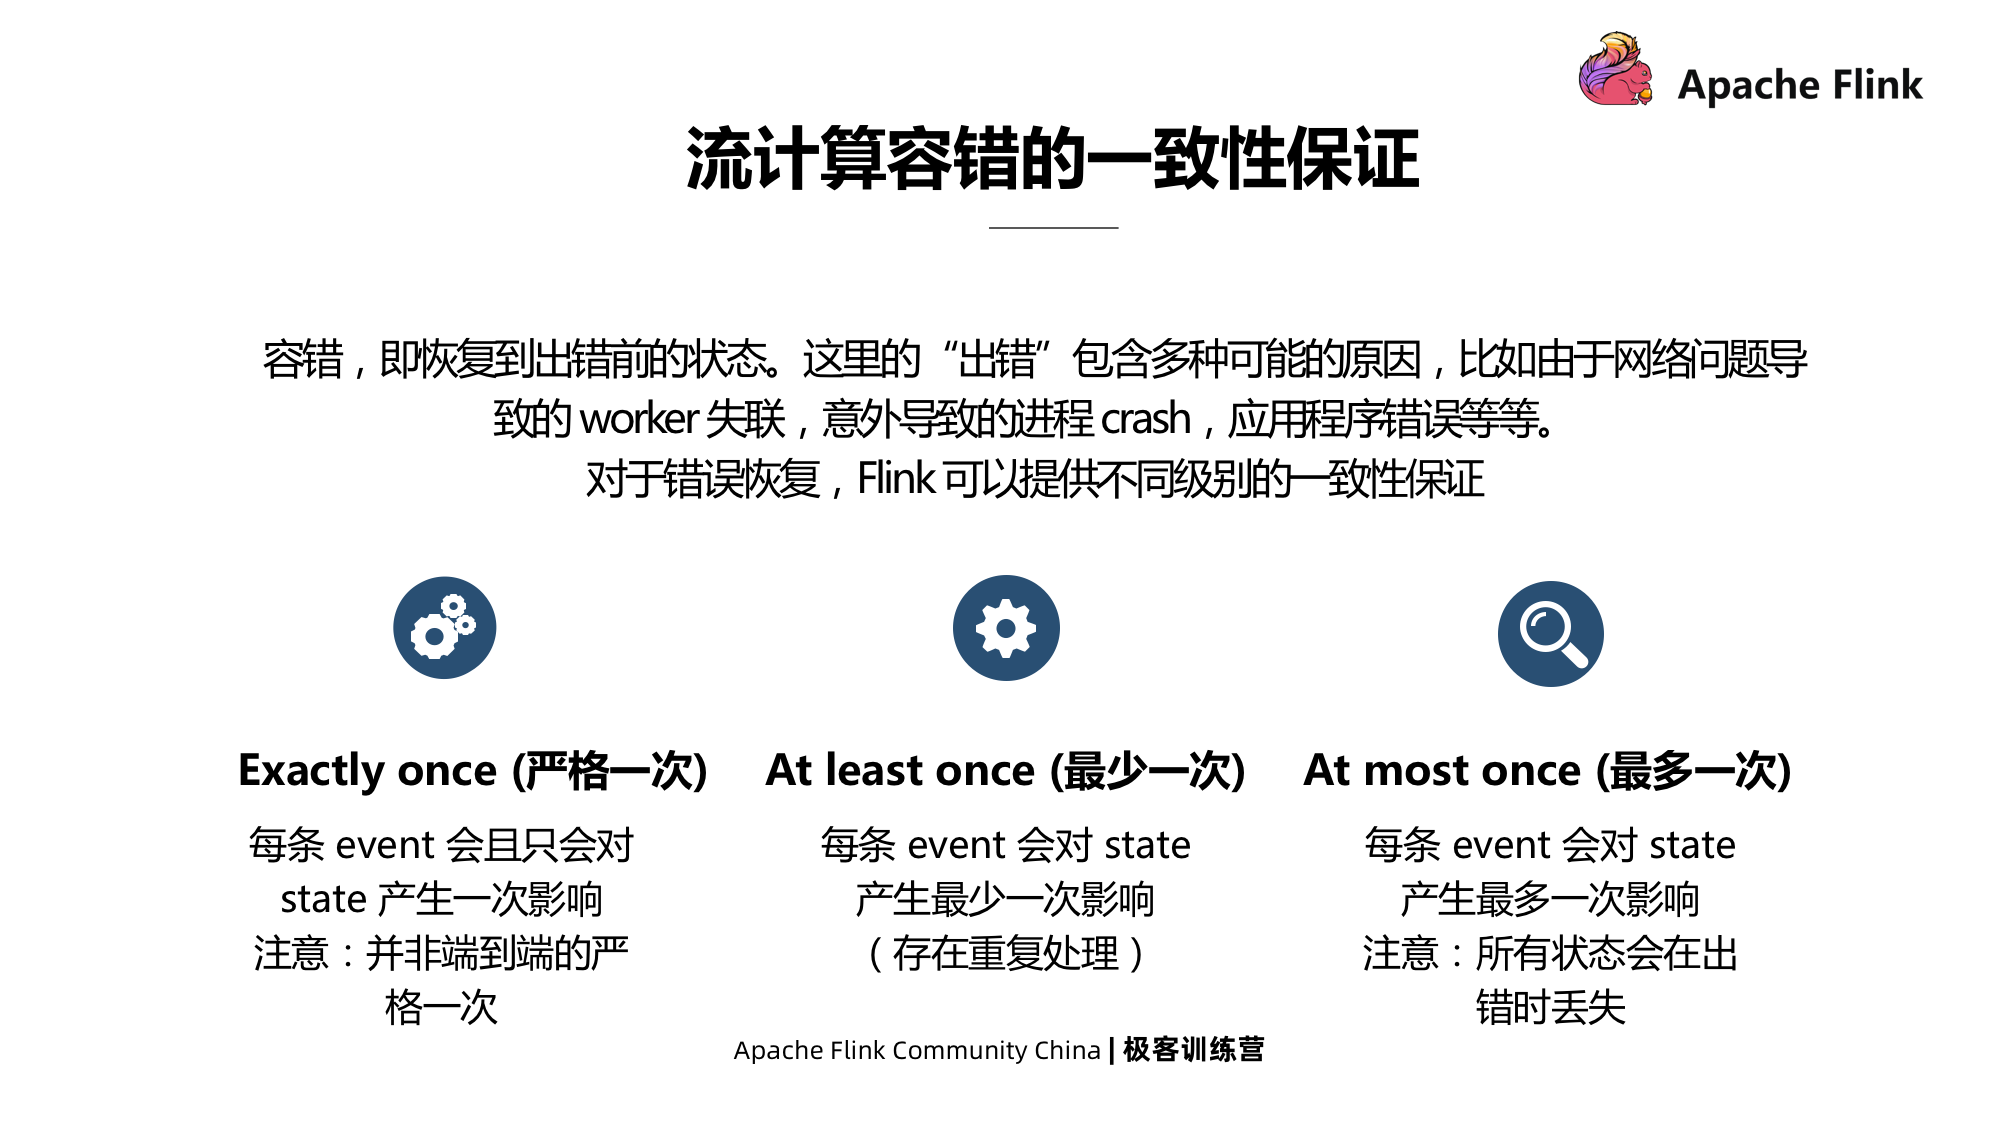 Apache Flink
流计算容错的一致性保证
容错，即恢复到出错前的状态。这里的“出错”包含多种可能的原因，比如由于网络问题导
致的 worker 失联，意外导致的进程 crash，应用程序错误等等。
对于错误恢复，Flink 可以提供不同级别的一致性保证
Exactly once (严格一次)
每条 event 会且只会对
state 产生一次影响
注意：并非端到端的严
格一次
At least once (最少一次)
每条 event 会对 state
产生最少一次影响
（存在重复处理）
At most once (最多一次)
每条 event 会对 state
产生最多一次影响
注意：所有状态会在出
错时丢失
Apache Flink Community China | 极客训练营